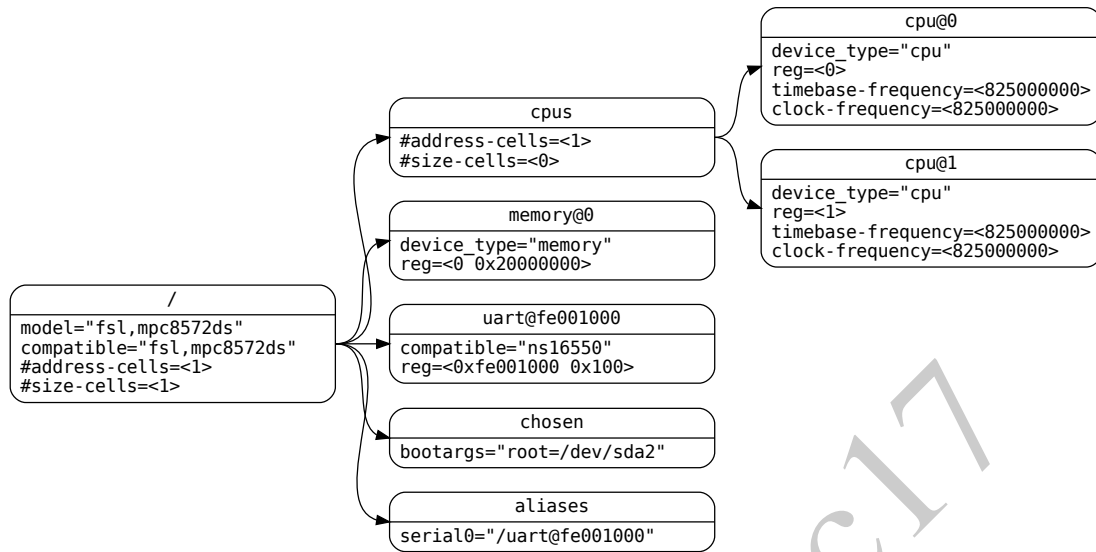 /
model="fsl,mpc8572ds"
compatible="fsl,mpc8572ds"
#address-cells=<1>
#size-cells=<1>
cpus
#address-cells=<1>
#size-cells=<0>
memory@0
device_type="memory"
reg=<0 0x20000000>
uart@fe001000
compatible="ns16550"
reg=<0xfe001000 0x100>
chosen
bootargs="root=/dev/sda2"
aliases
serial0="/uart@fe001000"
cpu@0
device_type="cpu"
reg=<0>
timebase-frequency=<825000000>
clock-frequency=<825000000>
cpu@1
device_type="cpu"
reg=<1>
timebase-frequency=<825000000>
clock-frequency=<825000000>
c17